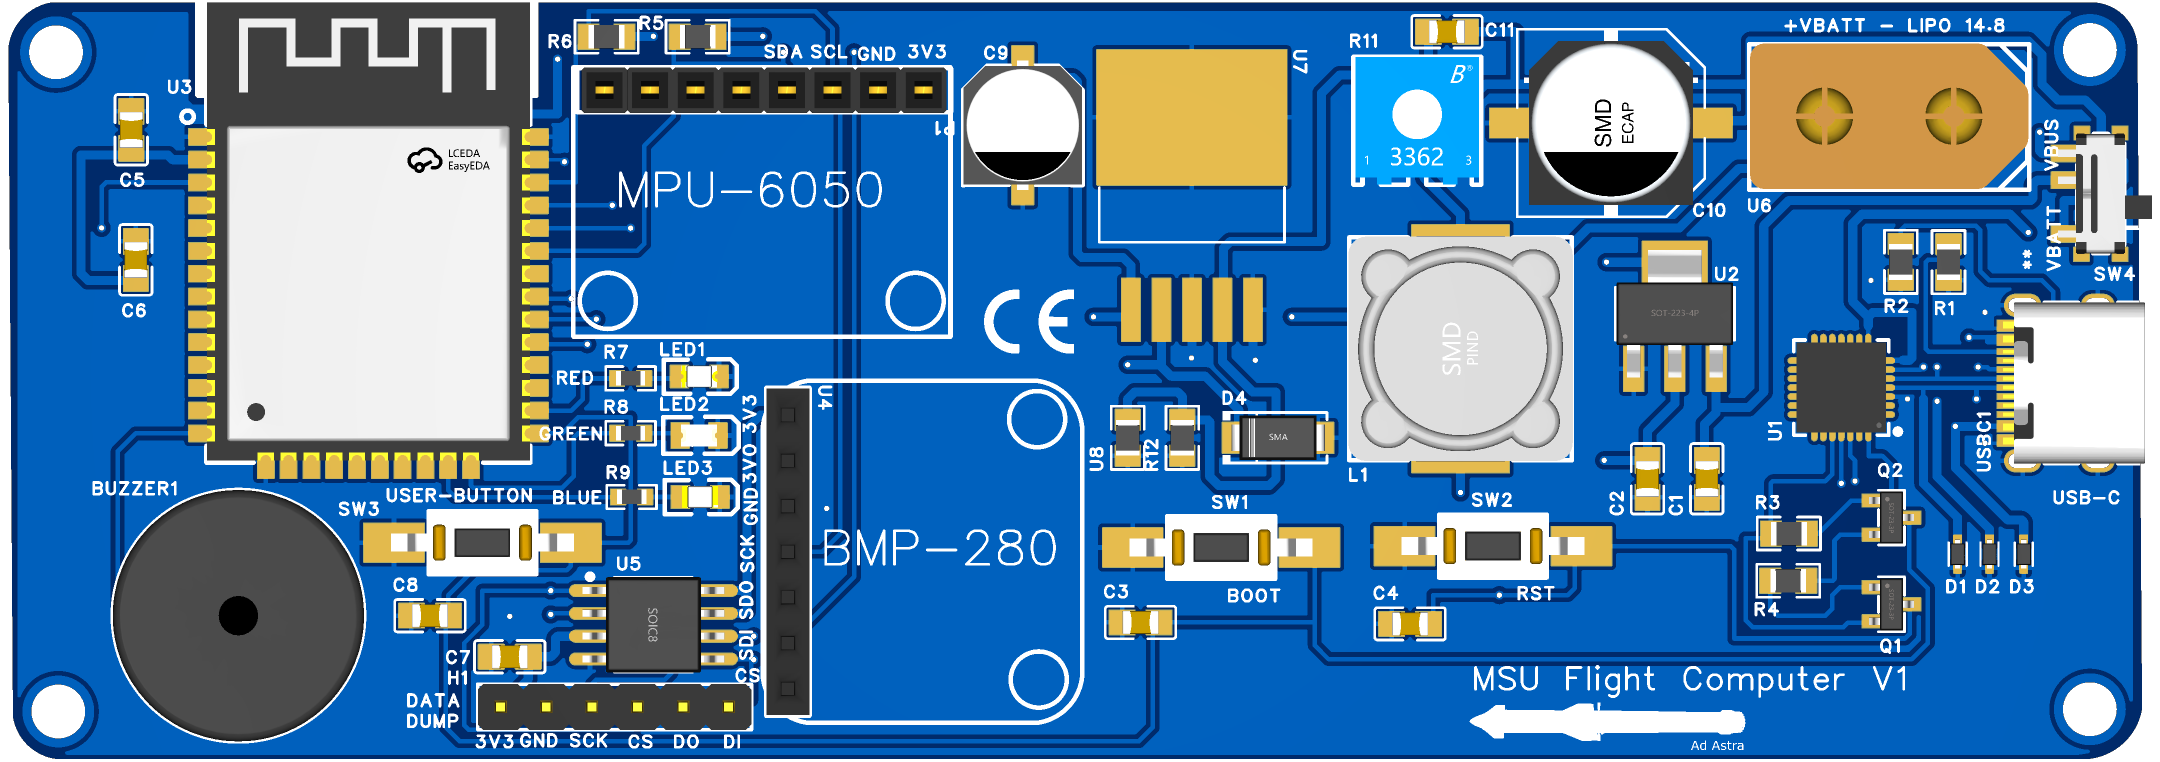 R6
R5
C9
C11
+VBATT - LIPO 14.8
SDA SCL GND 3V3
U7
R11
B®
3362
1
3
SMD
ECAP
U3
LCEDA
EasyEDA
P1
C5
MPU-6050
C10
U6
VBUS
VBATT
**
SW4
C6
CE
U2
SOT-223-4P
R2
R1
SMD
PIND
R7
LED1
RED
R8
LED2
GREEN
R9
LED3
BLUE
U4
3V3
3VO
GND
SCK
SDO
SDI
CS
D4
SMA
U8
R12
L1
U1
USBC1
USB-C
C2
C1
Q2
BUZZER1
USER-BUTTON
SW3
SW1
SW2
R3
BMP-280
U5
SOIC8
C8
C3
BOOT
C4
RST
R4
D1 D2 D3
Q1
C7
H1
DATA
DUMP
MSU Flight Computer V1
3V3 GND SCK CS DO DI
Ad Astra